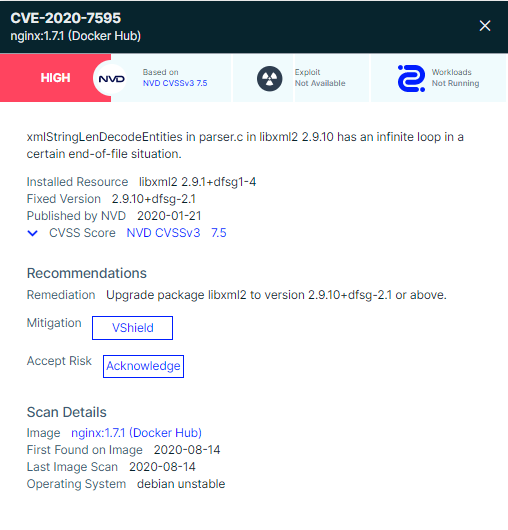 CVE-2020-7595
nginx:1.7.1 (Docker Hub)
HIGH
NVD
Based on
NVD CVSSv3 7.5
Exploit
Not Available
Workloads
Not Running
xmlStringLenDecodeEntities in parser.c in libxml2 2.9.10 has an infinite loop in a
certain end-of-file situation.
Installed Resource libxml2 2.9.1+dfsg1-4
Fixed Version 2.9.10+dfsg-2.1
Published by NVD 2020-01-21
CVSS Score NVD CVSSv3 7.5
Recommendations
Remediation Upgrade package libxml2 to version 2.9.10+dfsg-2.1 or above.
Mitigation VShield
Accept Risk Acknowledge
Scan Details
Image nginx:1.7.1 (Docker Hub)
First Found on Image 2020-08-14
Last Image Scan 2020-08-14
Operating System debian unstable